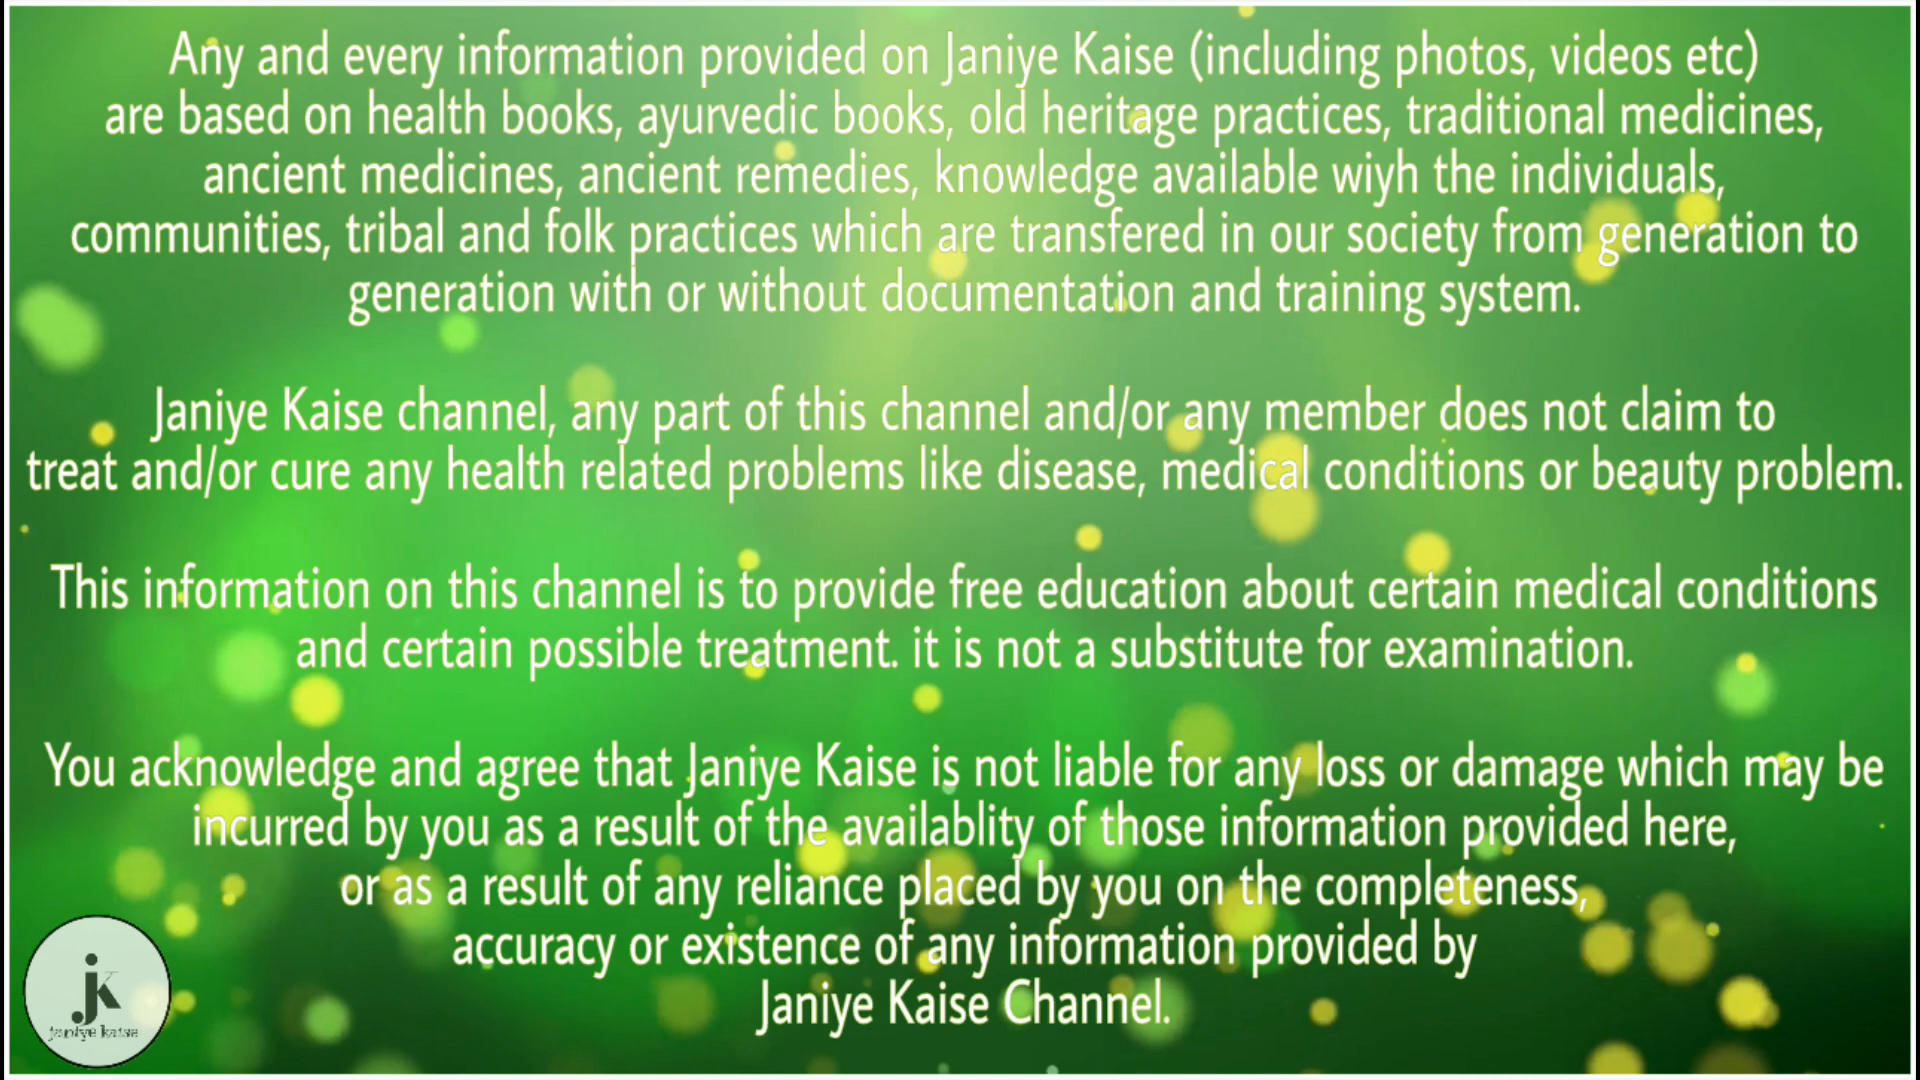 Any and every information provided on Janiye Kaise (including photos, videos etc)
are based on health books, ayurvedic books, old heritage practices, traditional medicines,
ancient medicines, ancient remedies, knowledge available wiyh the individuals,
communities, tribal and folk practices which are transfered in our society from generation to
generation with or without documentation and training system.
Janiye Kaise channel, any part of this channel and/or any member does not claim to
treat and/or cure any health related problems like disease, medical conditions or beauty problem.
This information on this channel is to provide free education about certain medical conditions
and certain possible treatment. it is not a substitute for examination.
You acknowledge and agree that Janiye Kaise is not liable for any loss or damage which may be
incurred by you as a result of the availablity of those information provided here,
or as a result of any reliance placed by you on the completeness,
accuracy or existence of any information provided by
Janiye Kaise Channel.
jk
janiye kaise